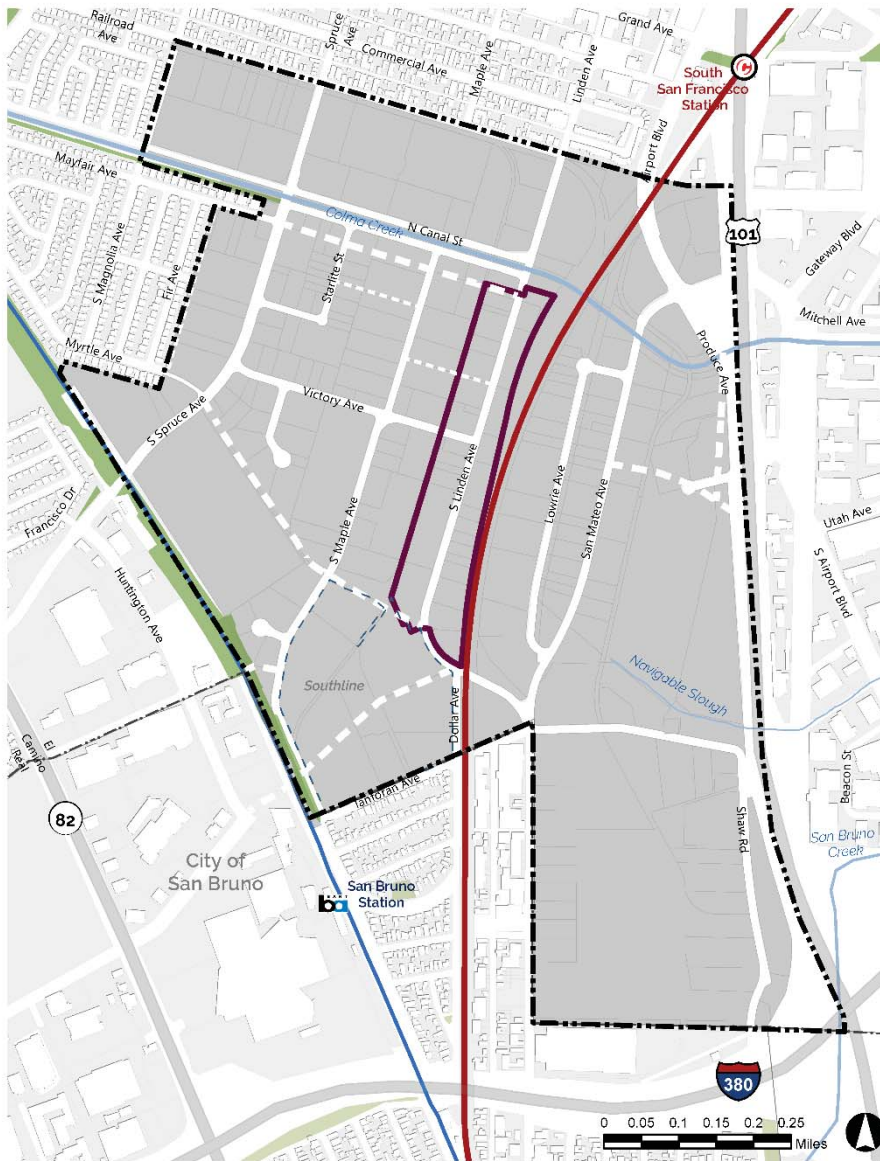 Railroad
Ave
Spruce
Ave
Commercial Ave
Maple Ave
Grand Ave
Linden Ave
South
San Francisco
Station
Airport Blvd
Mayfair Ave
Colma Creek
N Canal St
101
Gateway Blvd
S Magnolia Ave
Fir Ave
Starlite St
Mitchell Ave
Myrtle Ave
Produce Ave
S Spruce Ave
Victory Ave
S Linden Ave
Lowrie Ave
San Mateo Ave
Francisco Dr
S Maple Ave
Utah Ave
S Airport Blvd
Huntington Ave
Southline
Navigable Slough
Dollar Ave
El
Camino
Real
Tanforan Ave
Beacon St
82
Shaw Rd
San Bruno
Creek
City of
San Bruno
ba
San Bruno
Station
380
0 0.05 0.1 0.15 0.2 0.25
Miles